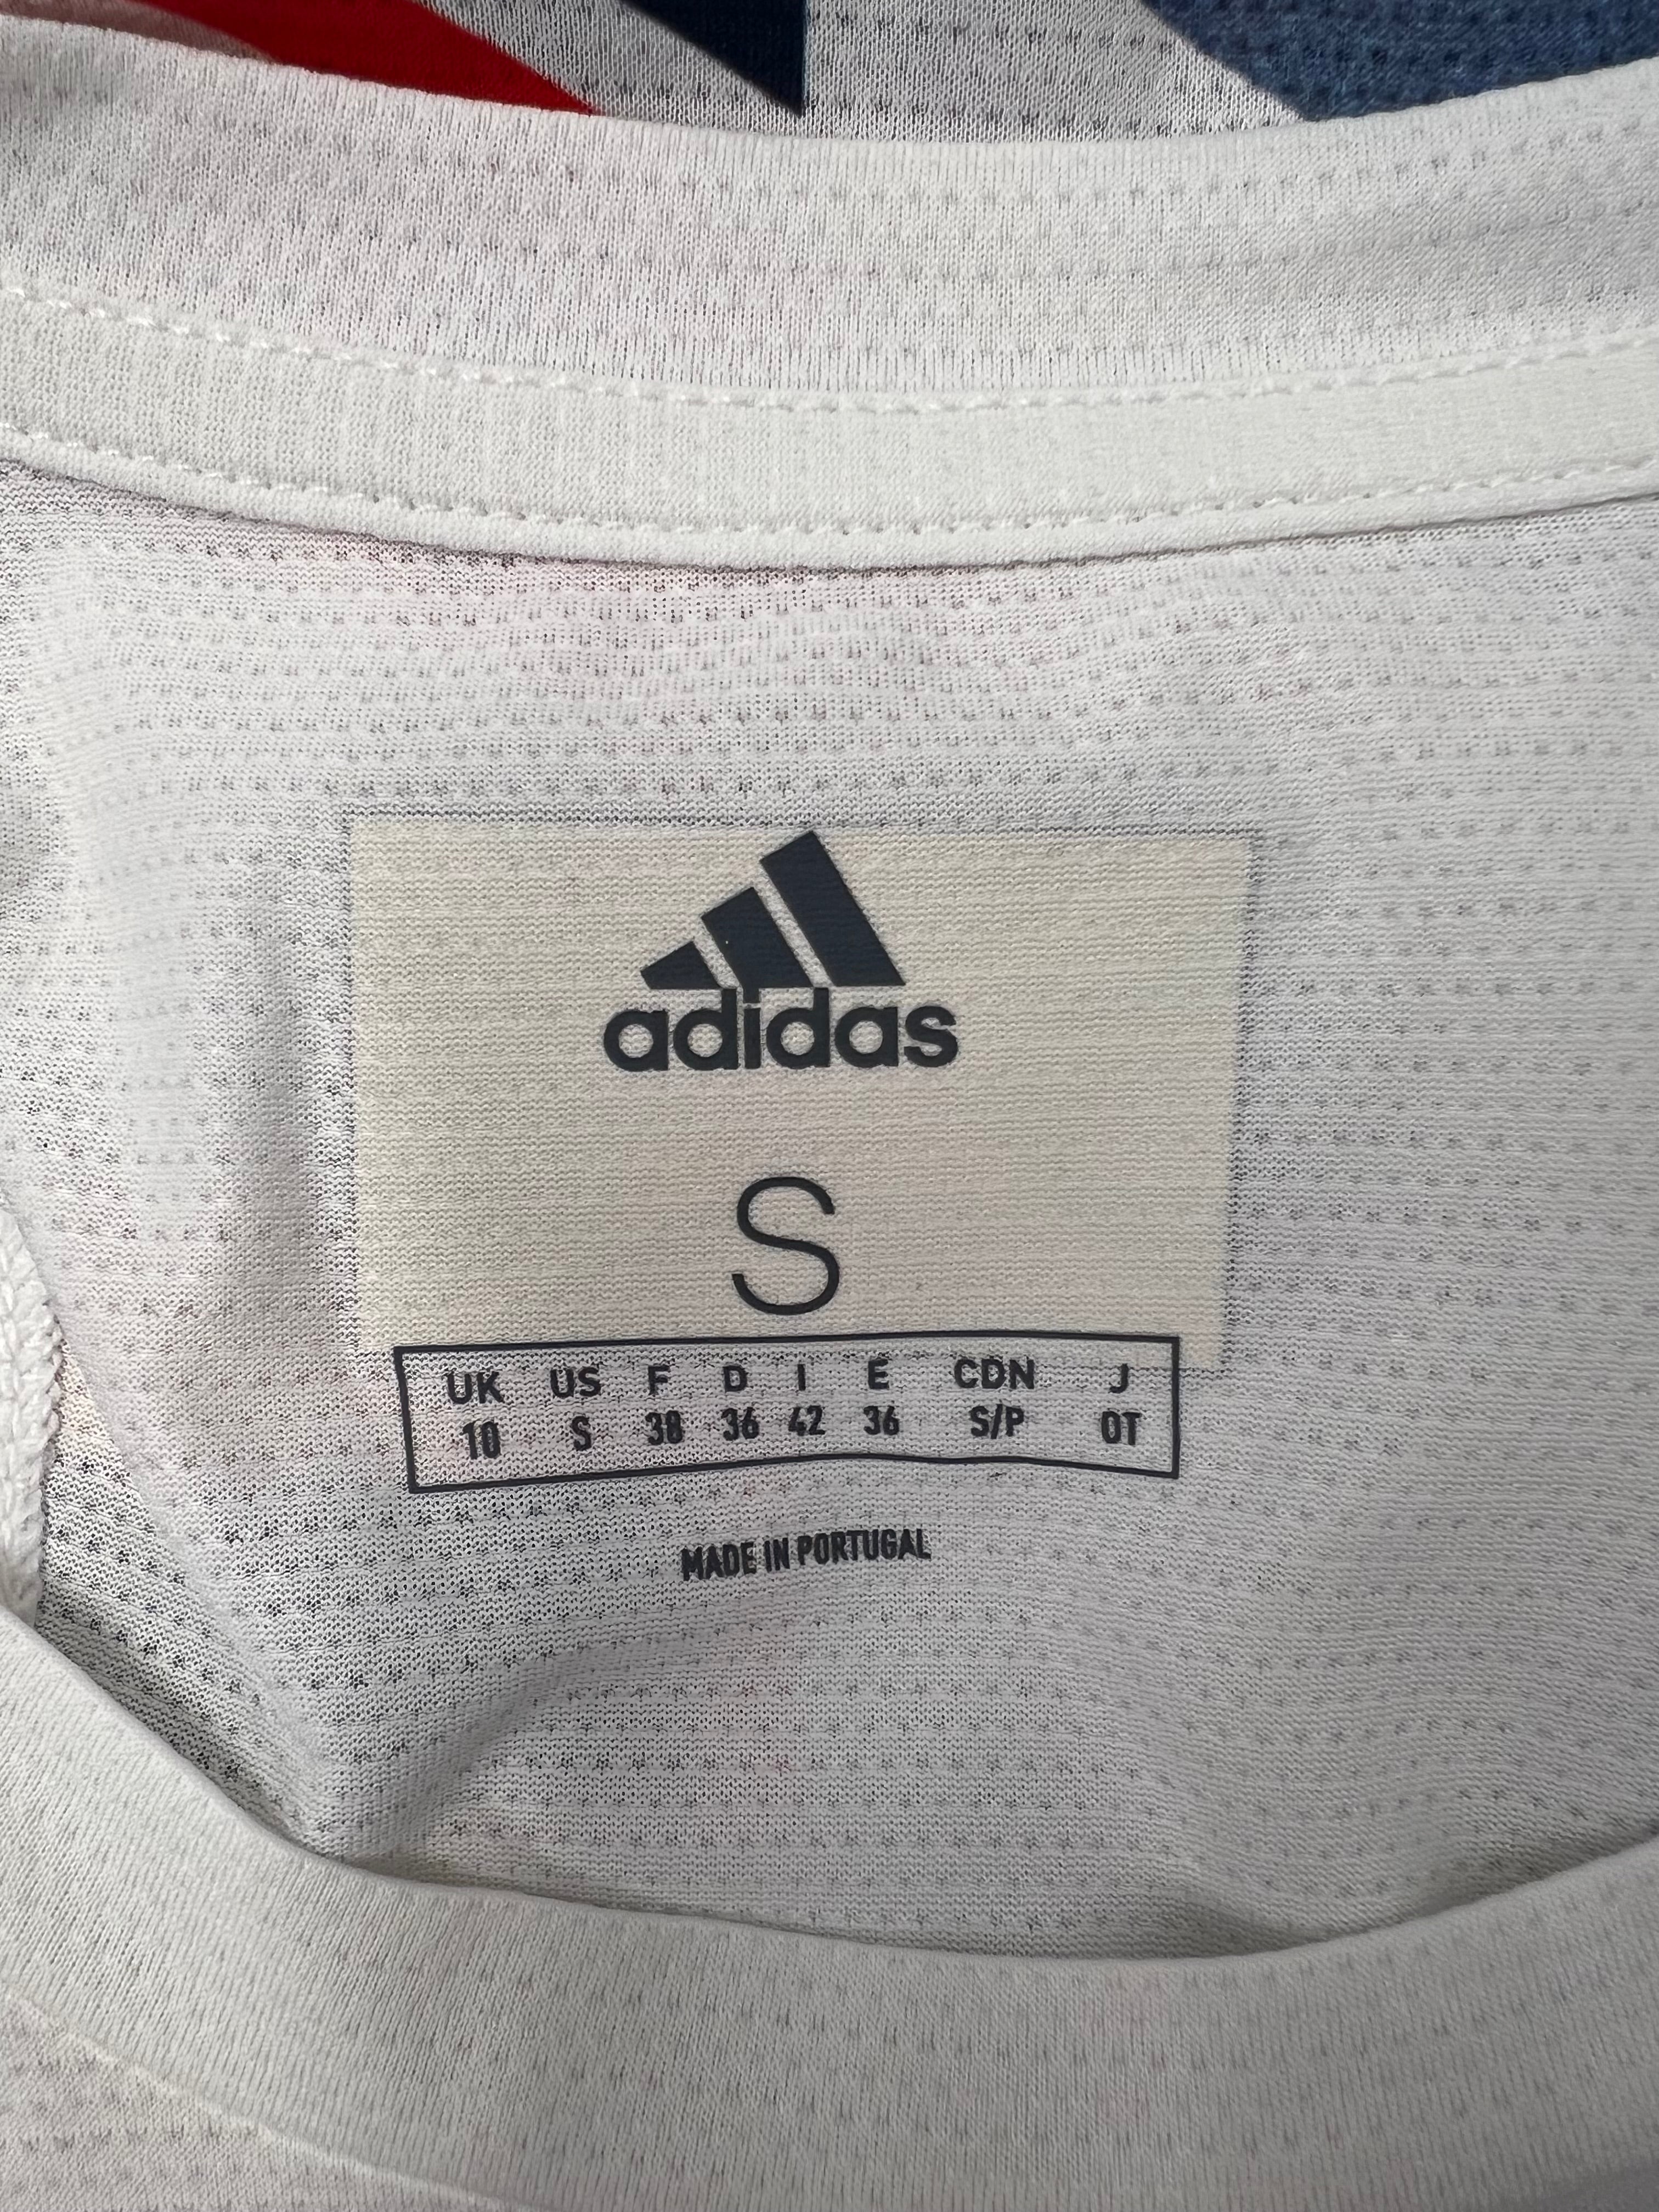 adidas
S
UK US F D I E CDN J
10 S 38 36 42 36 S/P OT
MADE IN PORTUGAL